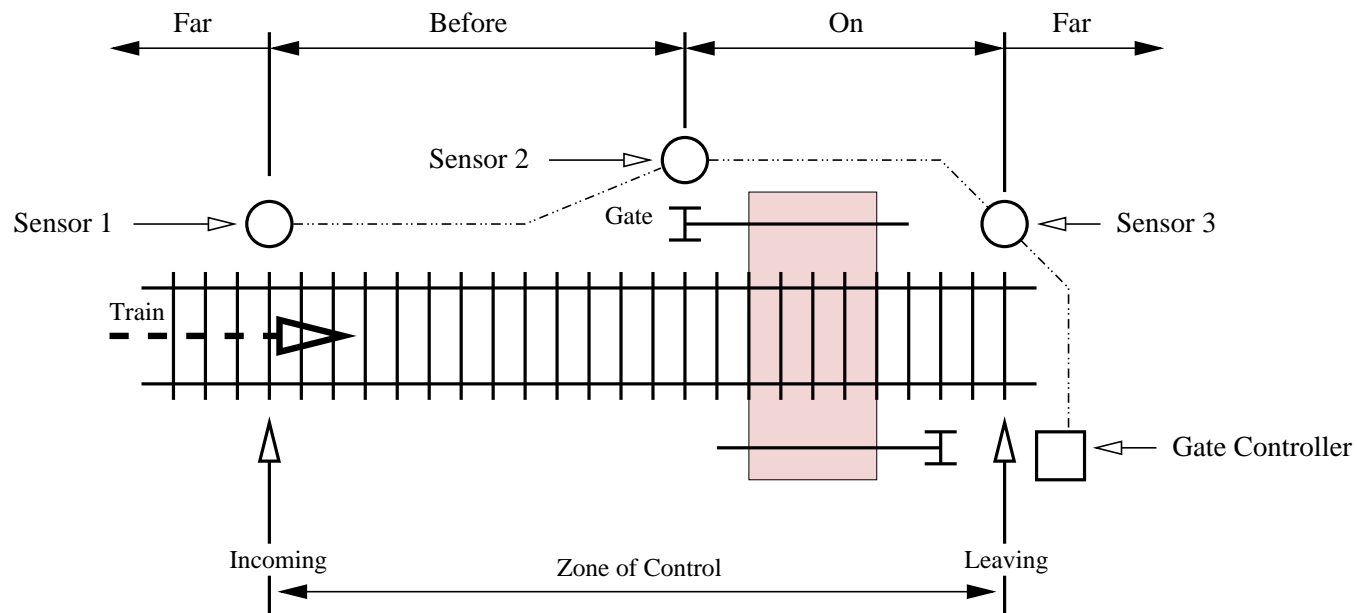 Far
Before
On
Far
Sensor 2
Sensor 1
Gate
Sensor 3
Train
Gate Controller
Incoming
Zone of Control
Leaving